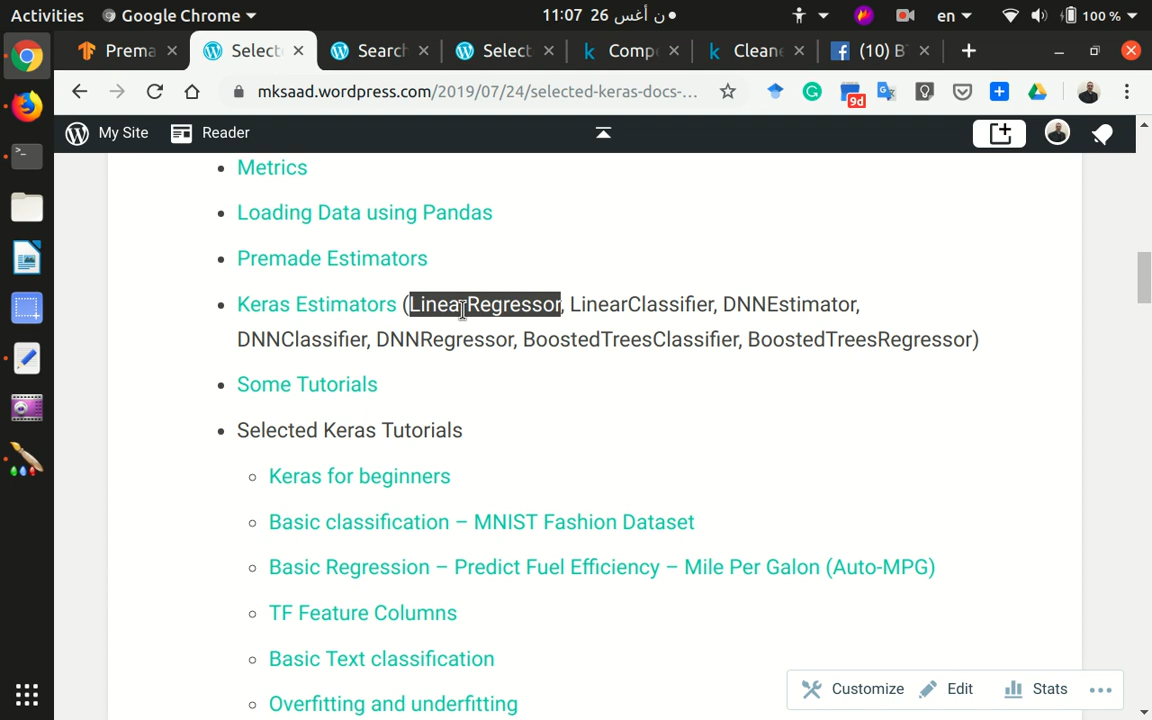 Activities Google Chrome 11:07 26 ن أغس en 100 %
Prema Select Search Select Comp Cleane (10) B
mksaad.wordpress.com/2019/07/24/selected-keras-docs-...
9d
My Site Reader
Metrics
Loading Data using Pandas
Premade Estimators
Keras Estimators (LinearRegressor, LinearClassifier, DNNEstimator,
DNNClassifier, DNNRegressor, BoostedTreesClassifier, BoostedTreesRegressor)
Some Tutorials
Selected Keras Tutorials
Keras for beginners
Basic classification – MNIST Fashion Dataset
Basic Regression – Predict Fuel Efficiency – Mile Per Galon (Auto-MPG)
TF Feature Columns
Basic Text classification
Overfitting and underfitting
Customize Edit Stats